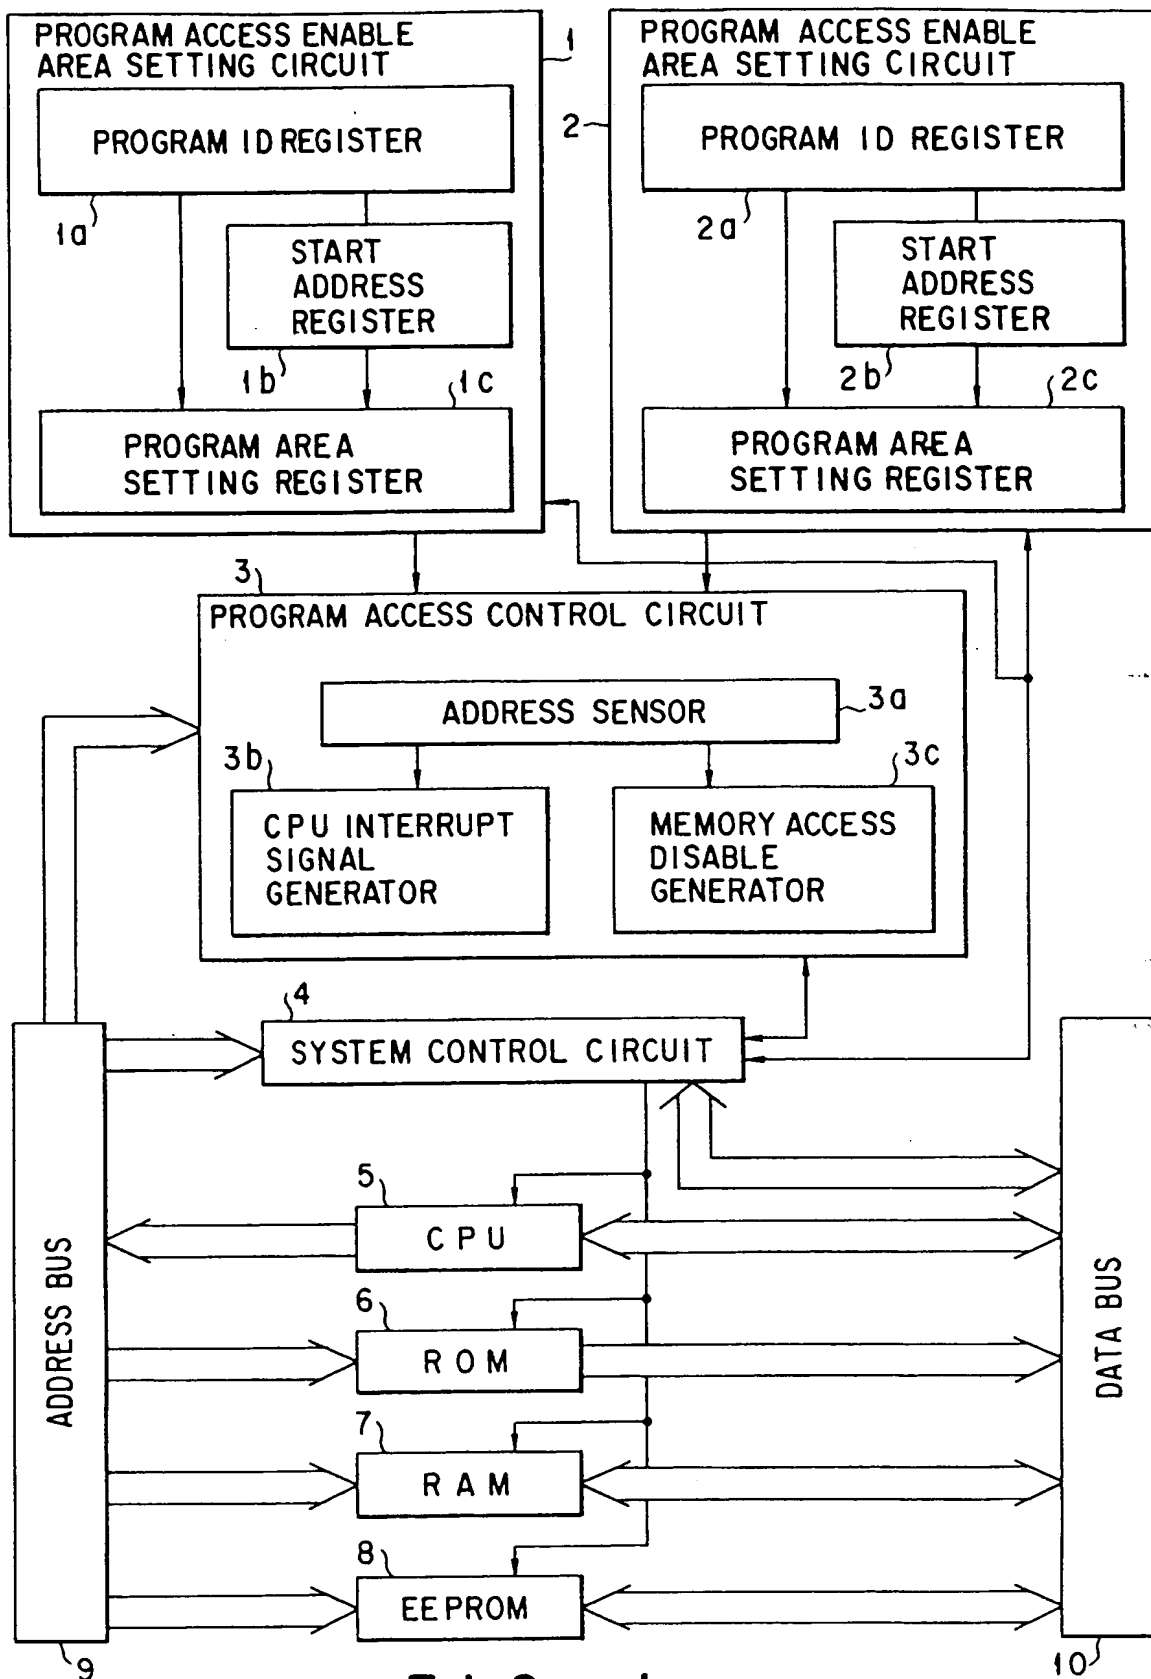 PROGRAM ACCESS ENABLE
AREA SETTING CIRCUIT
1
PROGRAM ID REGISTER
1a
START
ADDRESS
REGISTER
1b
1c
PROGRAM AREA
SETTING REGISTER
PROGRAM ACCESS ENABLE
AREA SETTING CIRCUIT
2
PROGRAM ID REGISTER
2a
START
ADDRESS
REGISTER
2b
2c
PROGRAM AREA
SETTING REGISTER
3
PROGRAM ACCESS CONTROL CIRCUIT
ADDRESS SENSOR
3a
3b
CPU INTERRUPT
SIGNAL
GENERATOR
3c
MEMORY ACCESS
DISABLE
GENERATOR
4
SYSTEM CONTROL CIRCUIT
5
CPU
6
ROM
7
RAM
8
EEPROM
ADDRESS BUS
9
DATA BUS
10